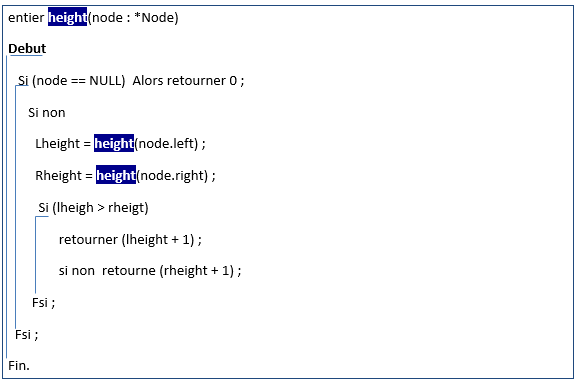 entier height(node : *Node)
Debut
Si (node == NULL) Alors retourner 0 ;
Si non
Lheight = height(node.left) ;
Rheight = height(node.right) ;
Si (lheigh > rheigt)
retourner (lheight + 1) ;
si non retourne (rheight + 1) ;
Fsi ;
Fsi ;
Fin.